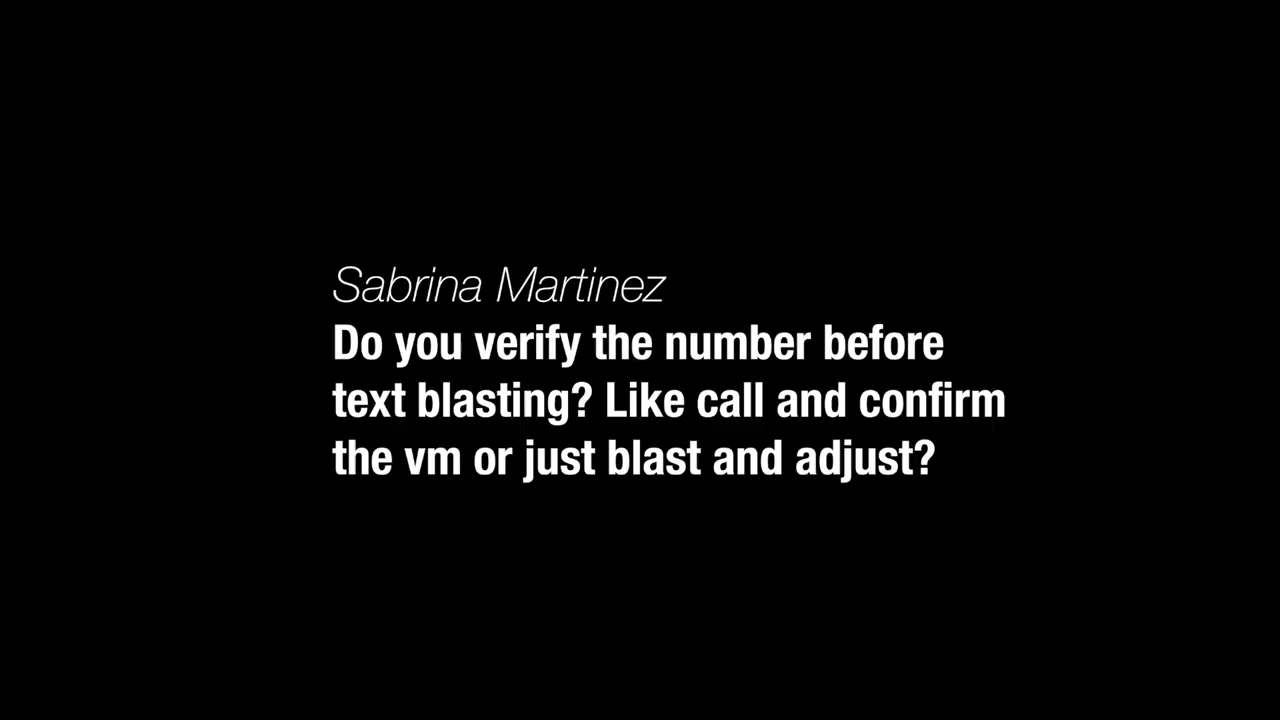 Sabrina Martinez
Do you verify the number before
text blasting? Like call and confirm
the vm or just blast and adjust?